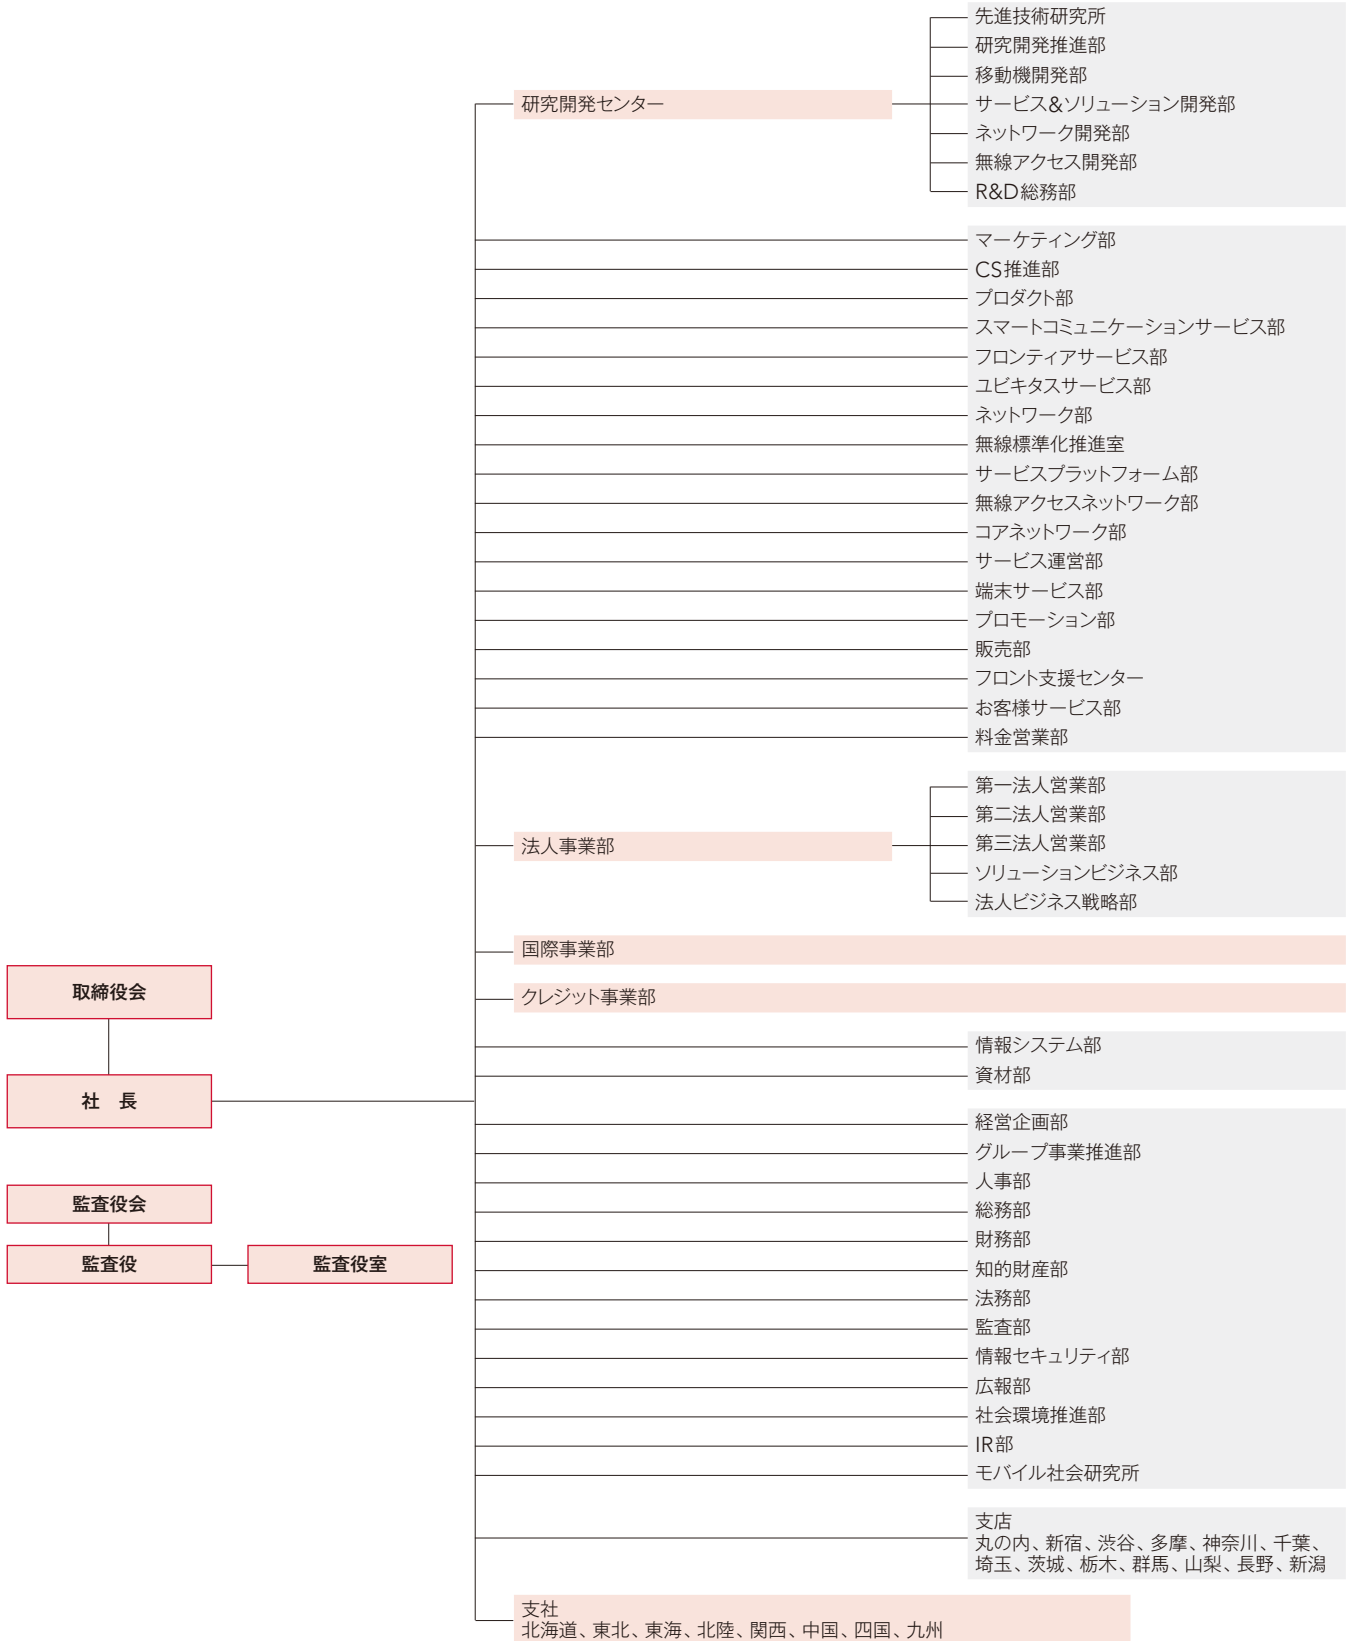 取締役会
社　長
監査役会
監査役
監査役室
研究開発センター
先進技術研究所
研究開発推進部
移動機開発部
サービス&ソリューション開発部
ネットワーク開発部
無線アクセス開発部
R&D総務部
マーケティング部
CS推進部
プロダクト部
スマートコミュニケーションサービス部
フロンティアサービス部
ユビキタスサービス部
ネットワーク部
無線標準化推進室
サービスプラットフォーム部
無線アクセスネットワーク部
コアネットワーク部
サービス運営部
端末サービス部
プロモーション部
販売部
フロント支援センター
お客様サービス部
料金営業部
法人事業部
第一法人営業部
第二法人営業部
第三法人営業部
ソリューションビジネス部
法人ビジネス戦略部
国際事業部
クレジット事業部
情報システム部
資材部
経営企画部
グループ事業推進部
人事部
総務部
財務部
知的財産部
法務部
監査部
情報セキュリティ部
広報部
社会環境推進部
IR部
モバイル社会研究所
支店
丸の内、新宿、渋谷、多摩、神奈川、千葉、
埼玉、茨城、栃木、群馬、山梨、長野、新潟
支社
北海道、東北、東海、北陸、関西、中国、四国、九州